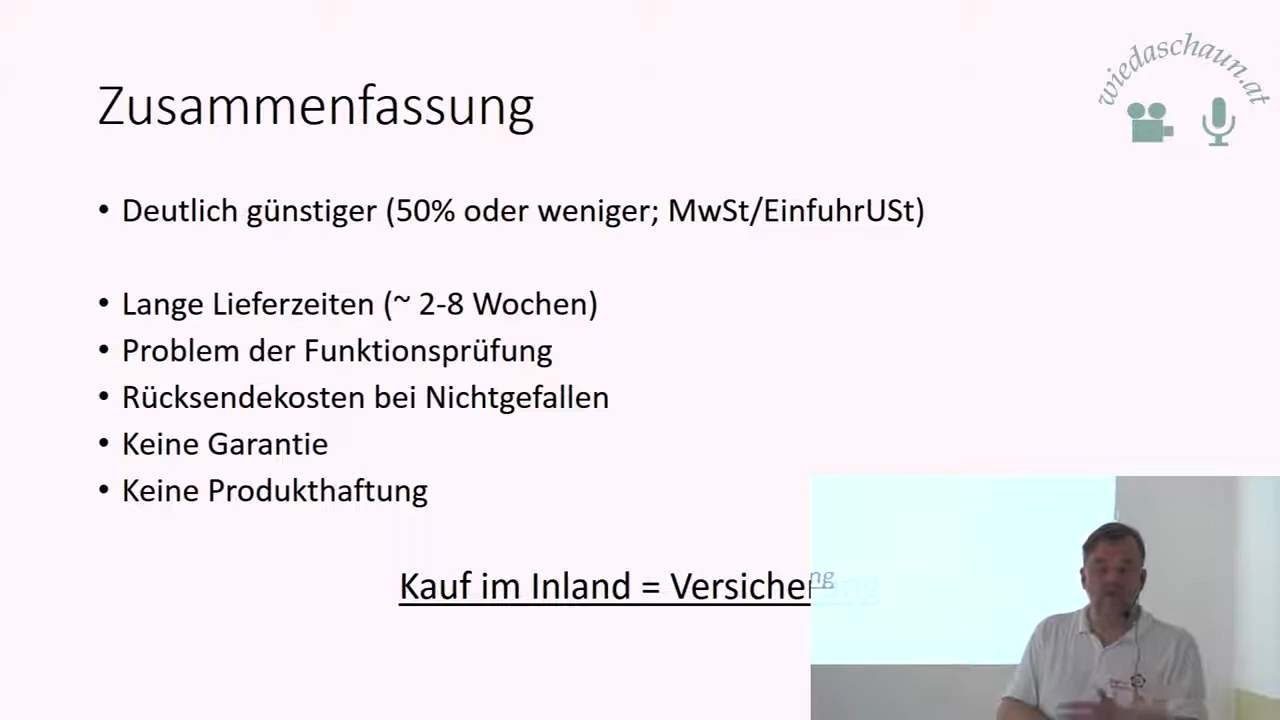 wiedaschaun.at
Zusammenfassung
• Deutlich günstiger (50% oder weniger; MwSt/EinfuhrUSt)
• Lange Lieferzeiten (~ 2-8 Wochen)
• Problem der Funktionsprüfung
• Rücksendekosten bei Nichtgefallen
• Keine Garantie
• Keine Produkthaftung
Kauf im Inland = Versicherung